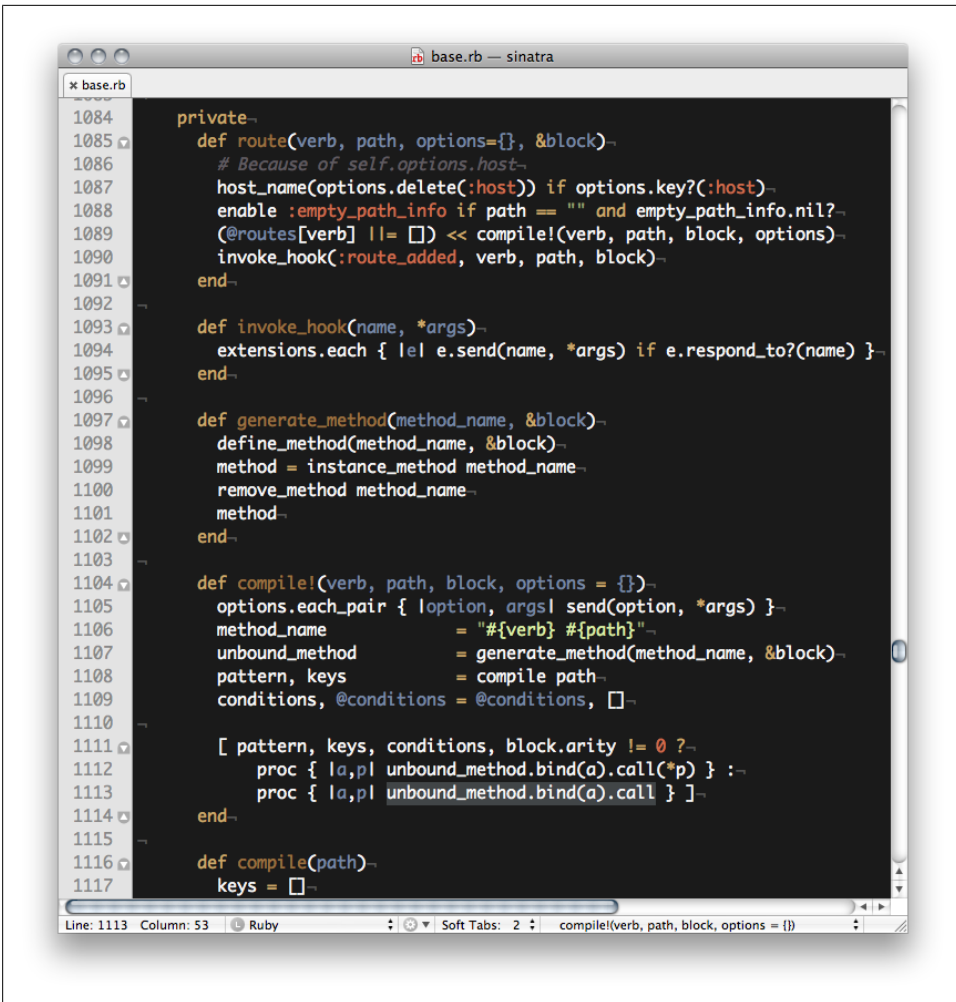 base.rb — sinatra
× base.rb
1084 private¬
1085 def route(verb, path, options={}, &block)¬
1086 # Because of self.options.host¬
1087 host_name(options.delete(:host)) if options.key?(:host)¬
1088 enable :empty_path_info if path == "" and empty_path_info.nil?¬
1089 (@routes[verb] ||= []) << compile!(verb, path, block, options)¬
1090 invoke_hook(:route_added, verb, path, block)¬
1091 end¬
1092 ¬
1093 def invoke_hook(name, *args)¬
1094 extensions.each { |e| e.send(name, *args) if e.respond_to?(name) }¬
1095 end¬
1096 ¬
1097 def generate_method(method_name, &block)¬
1098 define_method(method_name, &block)¬
1099 method = instance_method method_name¬
1100 remove_method method_name¬
1101 method¬
1102 end¬
1103 ¬
1104 def compile!(verb, path, block, options = {})¬
1105 options.each_pair { |option, args| send(option, *args) }¬
1106 method_name = "#{verb} #{path}"¬
1107 unbound_method = generate_method(method_name, &block)¬
1108 pattern, keys = compile path¬
1109 conditions, @conditions = @conditions, []¬
1110 ¬
1111 [ pattern, keys, conditions, block.arity != 0 ?¬
1112 proc { |a,p| unbound_method.bind(a).call(*p) } :¬
1113 proc { |a,p| unbound_method.bind(a).call } ]¬
1114 end¬
1115 ¬
1116 def compile(path)¬
1117 keys = []¬
Line: 1113 Column: 53 L Ruby Soft Tabs: 2 compile!(verb, path, block, options = {})